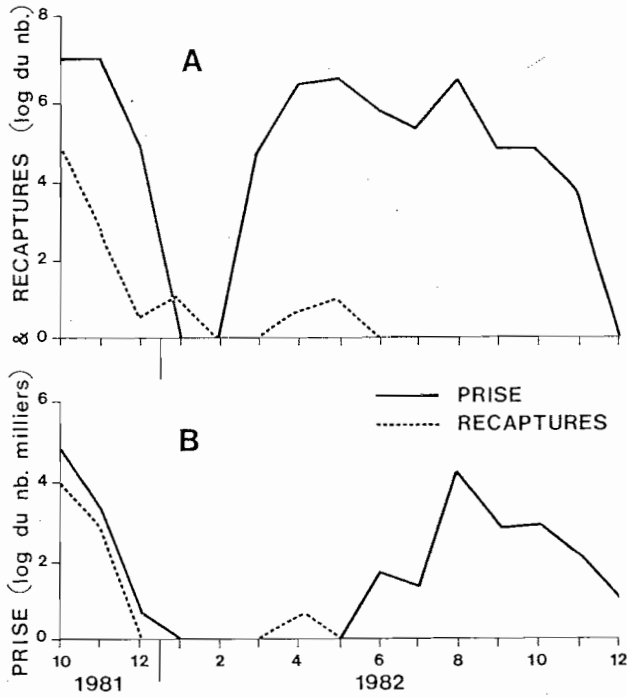 8
A
6
4
2
0
& RECAPTURES (log du nb.)
6
B
4
2
0
PRISE (log du nb. milliers)
PRISE
RECAPTURES
10 12 2 4 6 8 10 12
1981 1982